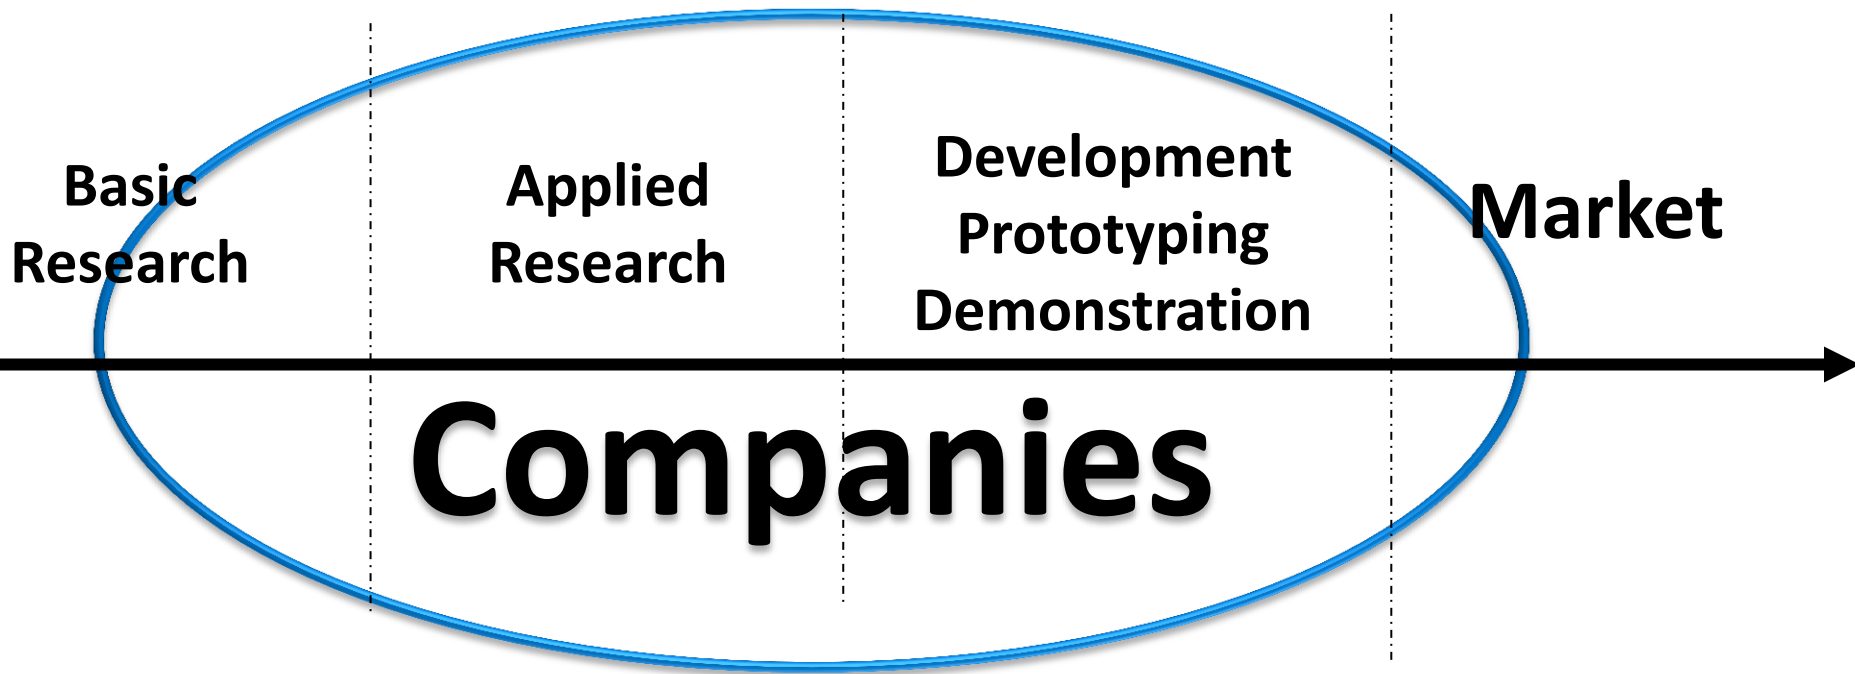 Basic
Research
Applied
Research
Development
Prototyping
Demonstration
Market
Companies